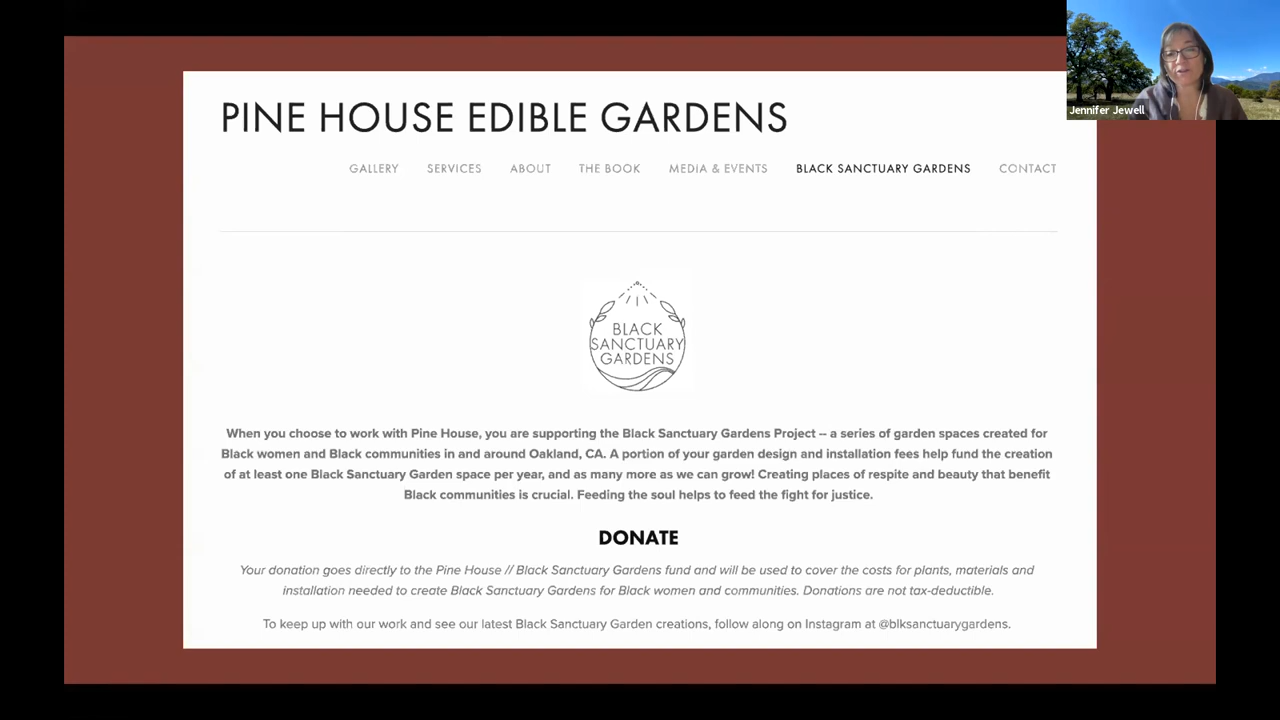 Jennifer Jewell
PINE HOUSE EDIBLE GARDENS
GALLERY SERVICES ABOUT THE BOOK MEDIA & EVENTS BLACK SANCTUARY GARDENS CONTACT
BLACK
SANCTUARY
GARDENS
When you choose to work with Pine House, you are supporting the Black Sanctuary Gardens Project -- a series of garden spaces created for
Black women and Black communities in and around Oakland, CA. A portion of your garden design and installation fees help fund the creation
of at least one Black Sanctuary Garden space per year, and as many more as we can grow! Creating places of respite and beauty that benefit
Black communities is crucial. Feeding the soul helps to feed the fight for justice.
DONATE
Your donation goes directly to the Pine House // Black Sanctuary Gardens fund and will be used to cover the costs for plants, materials and
installation needed to create Black Sanctuary Gardens for Black women and communities. Donations are not tax-deductible.
To keep up with our work and see our latest Black Sanctuary Garden creations, follow along on Instagram at @blksanctuarygardens.